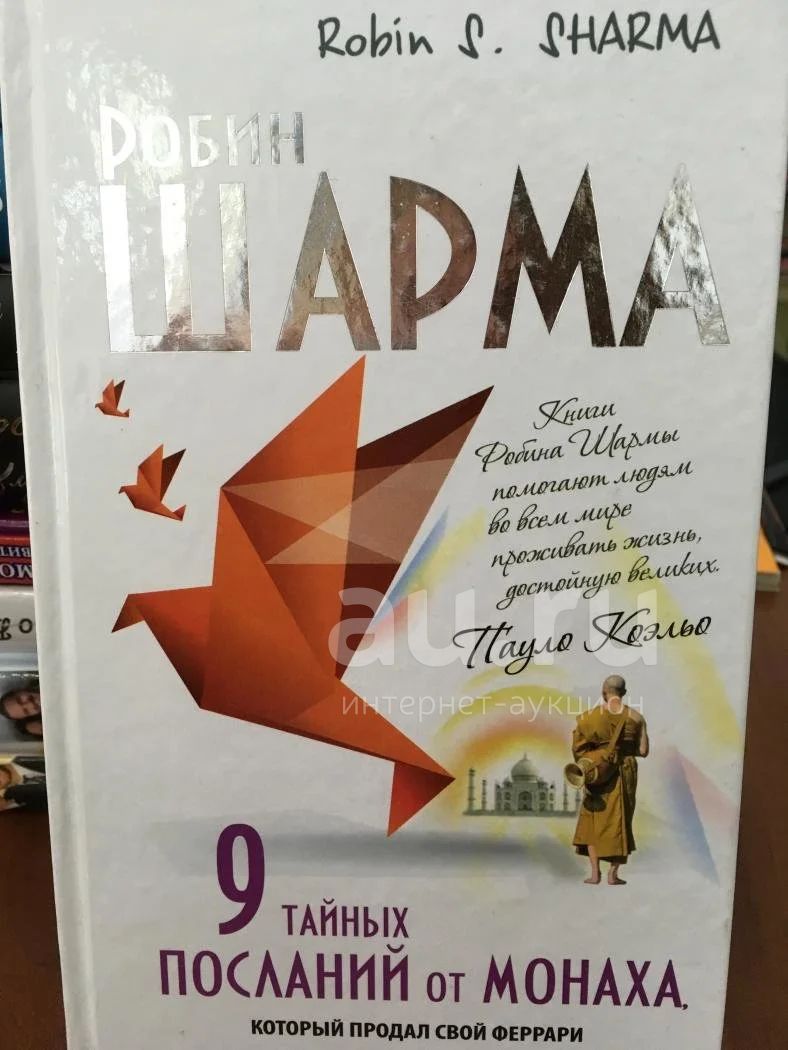 Robin S. SHARMA
РОБИН
ШАРМА
Книги
Робина Шармы
помогают людям
во всем мире
проживать жизнь,
достойную великих.
Пауло Коэльо
au.ru
интернет-аукцион
9 ТАЙНЫХ
ПОСЛАНИЙ ОТ МОНАХА,
КОТОРЫЙ ПРОДАЛ СВОЙ ФЕРРАРИ